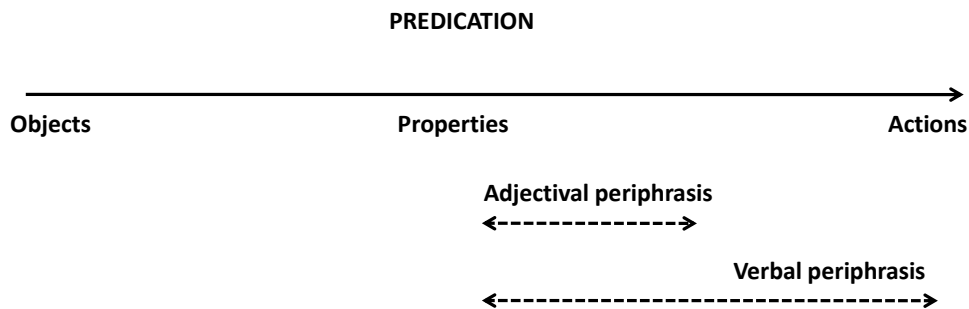 PREDICATION
Objects Properties Actions
Adjectival periphrasis
Verbal periphrasis